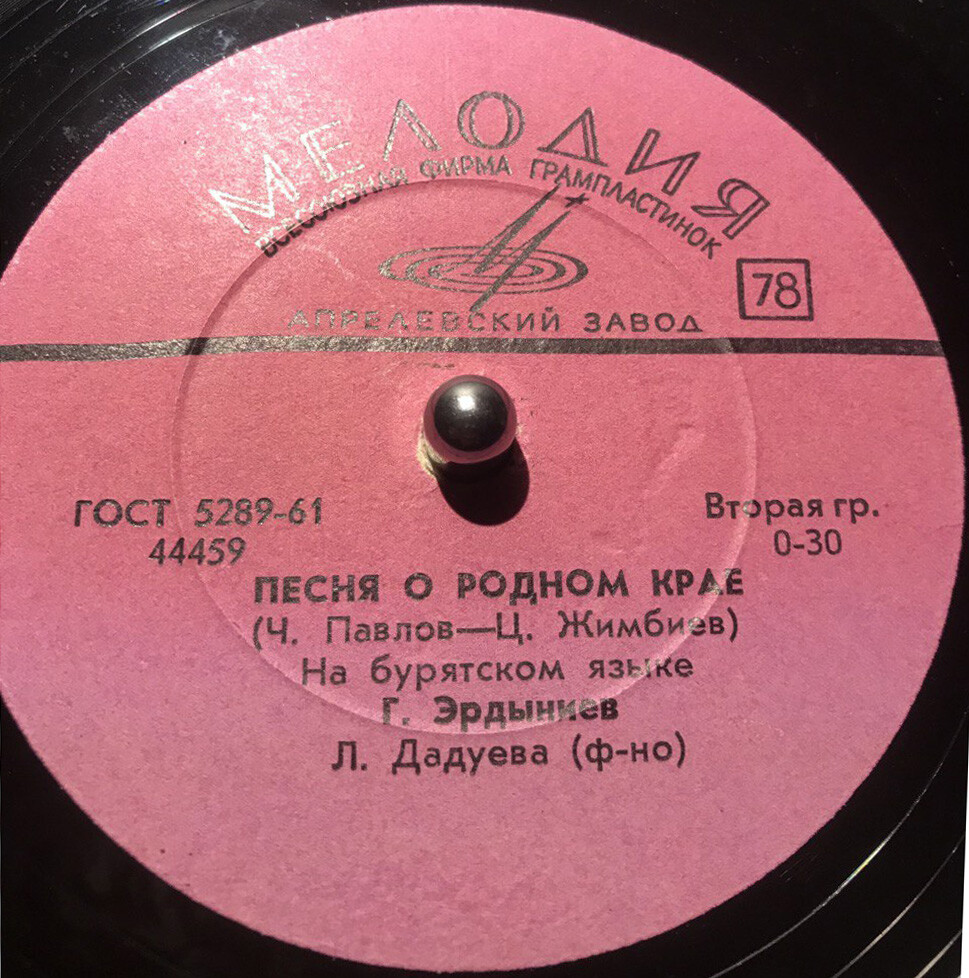 МЕЛОДИЯ
ВСЕСОЮЗНАЯ ФИРМА ГРАМПЛАСТИНОК
78
АПРЕЛЕВСКИЙ ЗАВОД
ГОСТ 5289-61
Вторая гр.
44459
0-30
ПЕСНЯ О РОДНОМ КРАЕ
(Ч. Павлов—Ц. Жимбиев)
На бурятском языке
Г. Эрдыниев
Л. Дадуева (ф-но)